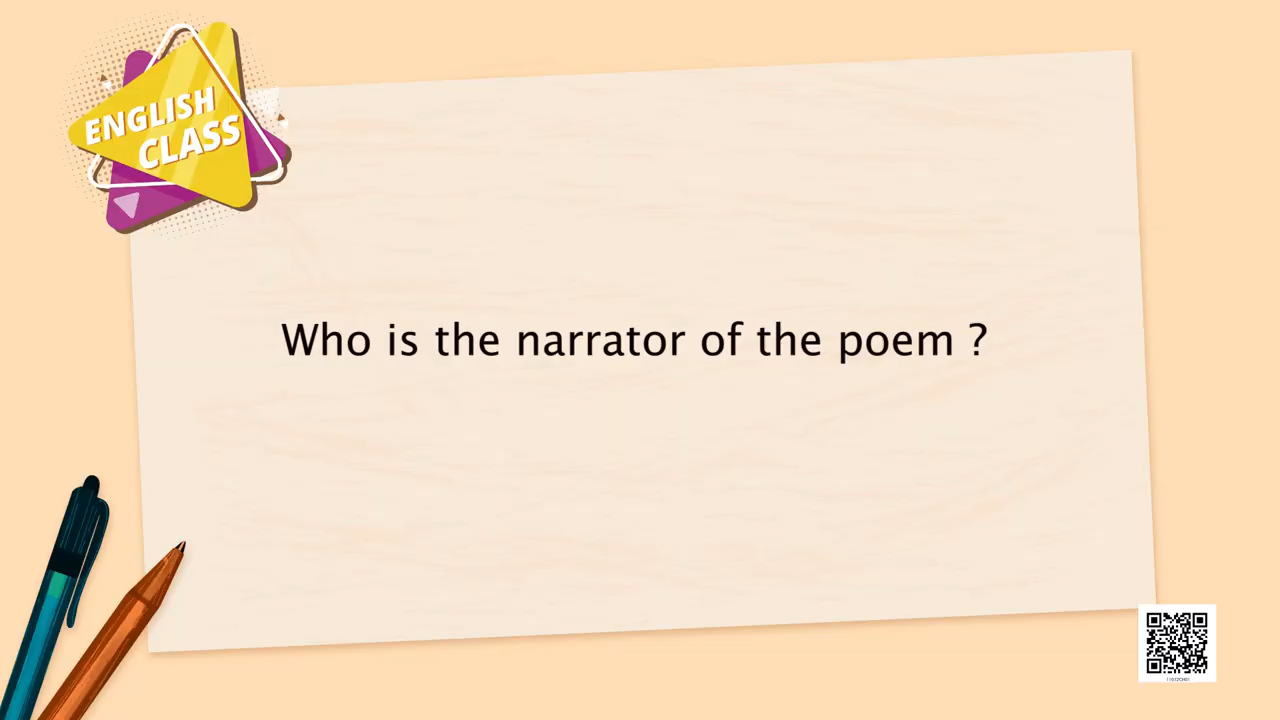 ENGLISH
CLASS
Who is the narrator of the poem ?